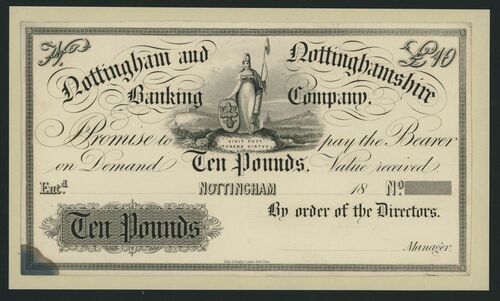 No. £10
Nottingham and Nottinghamshire
Banking Company.
VIVIT POST
FUNERA VIRTUS
I Promise to pay the Bearer
on Demand Ten Pounds, Value received
Entd. NOTTINGHAM 18 No
By order of the Directors.
Ten Pounds
Manager.